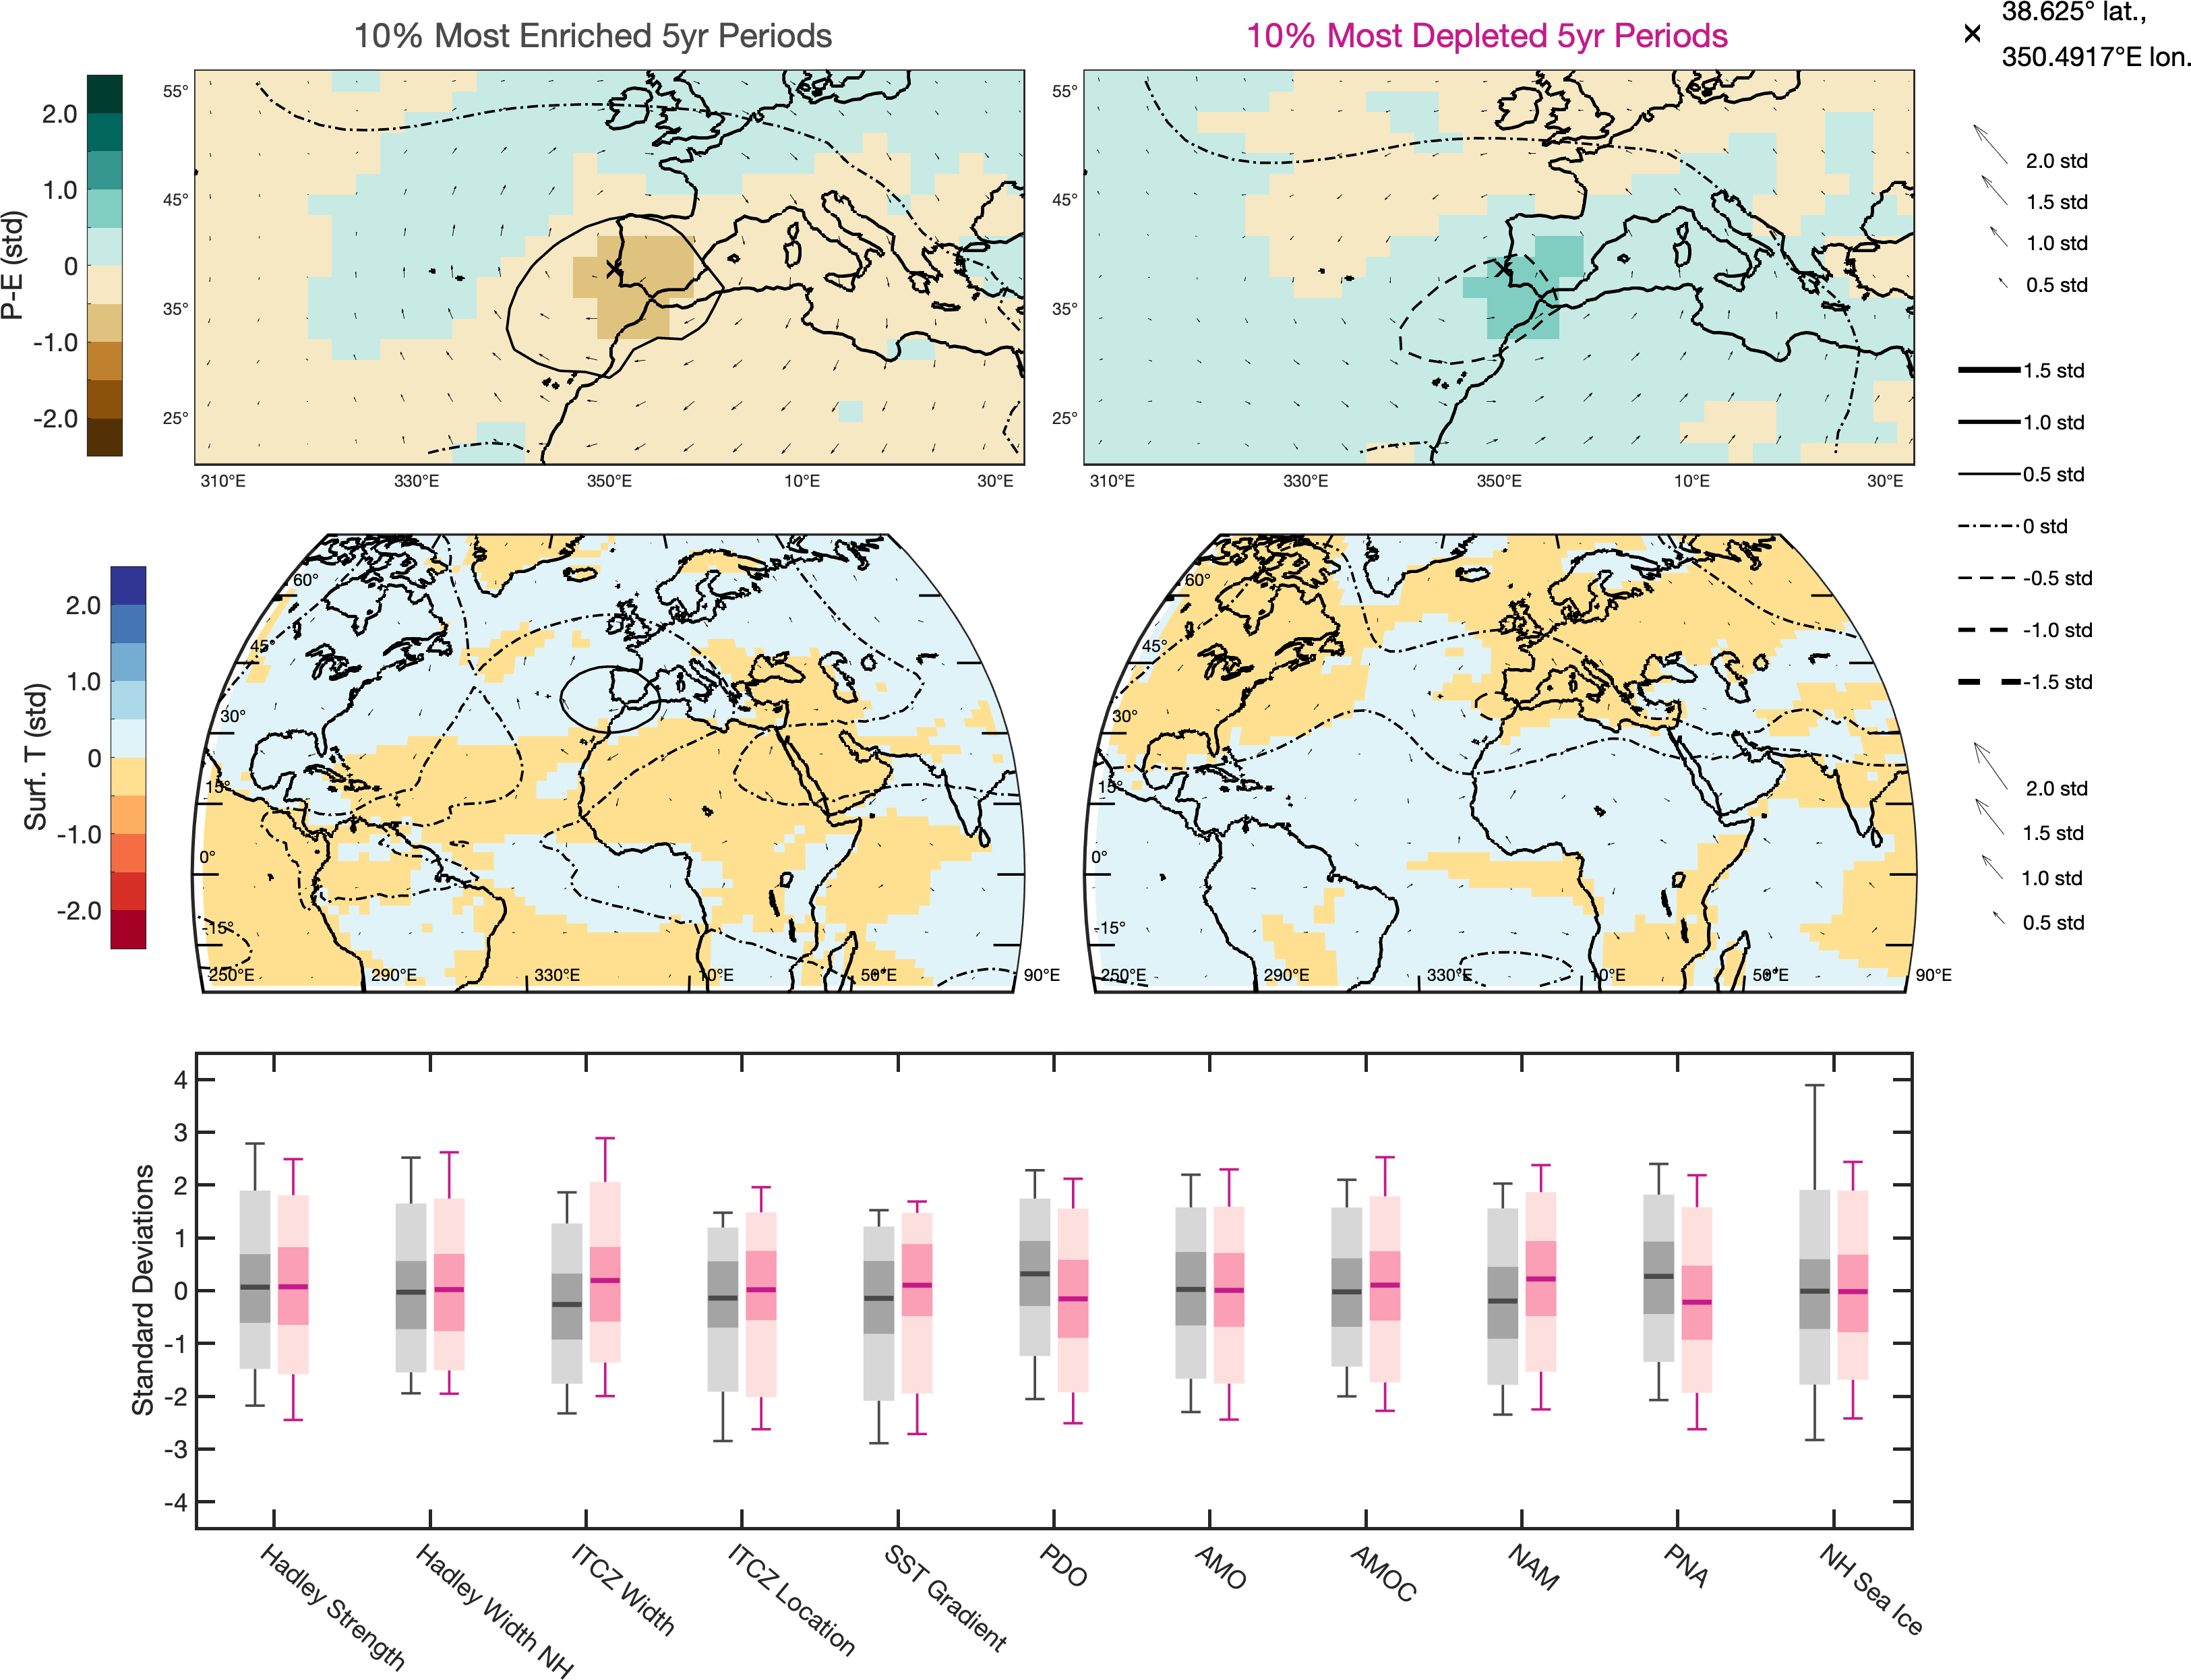 10% Most Enriched 5yr Periods
10% Most Depleted 5yr Periods
38.625° lat.,
350.4917°E lon.
P-E (std)
2.0
1.0
0
-1.0
-2.0
55°
45°
35°
25°
310°E
330°E
350°E
10°E
30°E
55°
45°
35°
25°
310°E
330°E
350°E
10°E
30°E
2.0 std
1.5 std
1.0 std
0.5 std
1.5 std
1.0 std
0.5 std
0 std
-0.5 std
-1.0 std
-1.5 std
2.0 std
1.5 std
1.0 std
0.5 std
Surf. T (std)
2.0
1.0
0
-1.0
-2.0
60°
45°
30°
15°
0°
-15°
250°E
290°E
330°E
10°E
50°E
90°E
60°
45°
30°
15°
0°
-15°
250°E
290°E
330°E
10°E
50°E
90°E
Standard Deviations
4
3
2
1
0
-1
-2
-3
-4
Hadley Strength
Hadley Width NH
ITCZ Width
ITCZ Location
SST Gradient
PDO
AMO
AMOC
NAM
PNA
NH Sea Ice